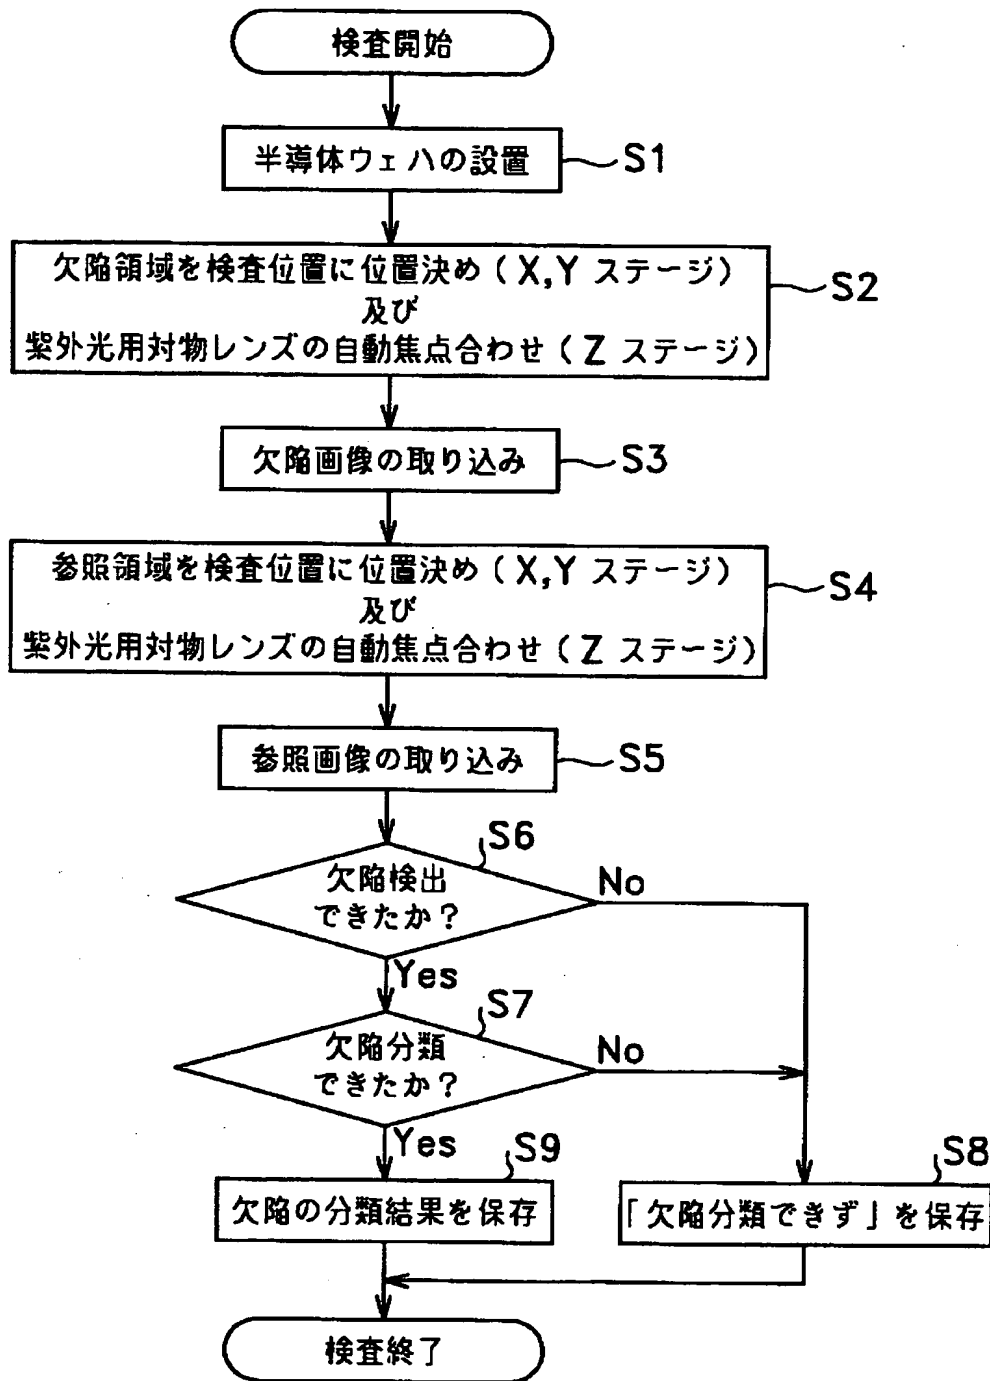 検査開始
半導体ウェハの設置
S1
欠陥領域を検査位置に位置決め(X,Y ステージ)
及び
紫外光用対物レンズの自動焦点合わせ(Z ステージ)
S2
欠陥画像の取り込み
S3
参照領域を検査位置に位置決め(X,Y ステージ)
及び
紫外光用対物レンズの自動焦点合わせ(Z ステージ)
S4
参照画像の取り込み
S5
S6
欠陥検出
できたか?
No
Yes
S7
欠陥分類
できたか?
No
Yes
S9
欠陥の分類結果を保存
S8
「欠陥分類できず」を保存
検査終了